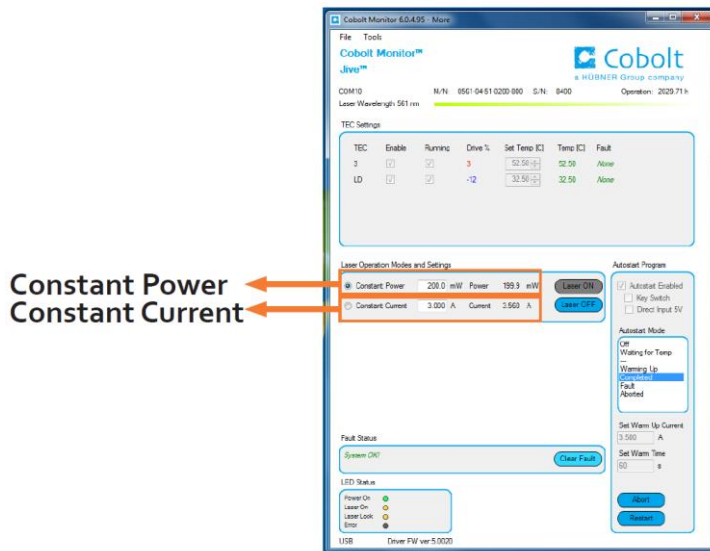 Cobolt Monitor 6.0.4.95 - More
File Tools
Cobolt Monitor™
Jive™
Cobolt
a HÜBNER Group company
COM10 M/N: 0561-04-51-0200-800 S/N: 8400 Operation: 2029.71 h
Laser Wavelength 561 nm
TEC Settings
TEC Enable Running Drive % Set Temp [C] Temp [C] Fault
3 3 52.50 52.50 None
LD -12 32.50 32.50 None
Laser Operation Modes and Settings
Autostart Program
Constant Power
Constant Power 200.0 mW Power 199.9 mW Laser ON
Autostart Enabled
Key Switch
Direct Input 5V
Constant Current
Constant Current 3.000 A Current 3.560 A Laser OFF
Autostart Mode
Off
Waiting for Temp
---
Warming Up
Completed
Fault
Aborted
Set Warm Up Current
3.500 A
Set Warm Time
60 s
Abort
Restart
Fault Status
System OK!
Clear Fault
LED Status
Power On
Laser On
Laser Lock
Error
USB Driver FW ver:5.0020